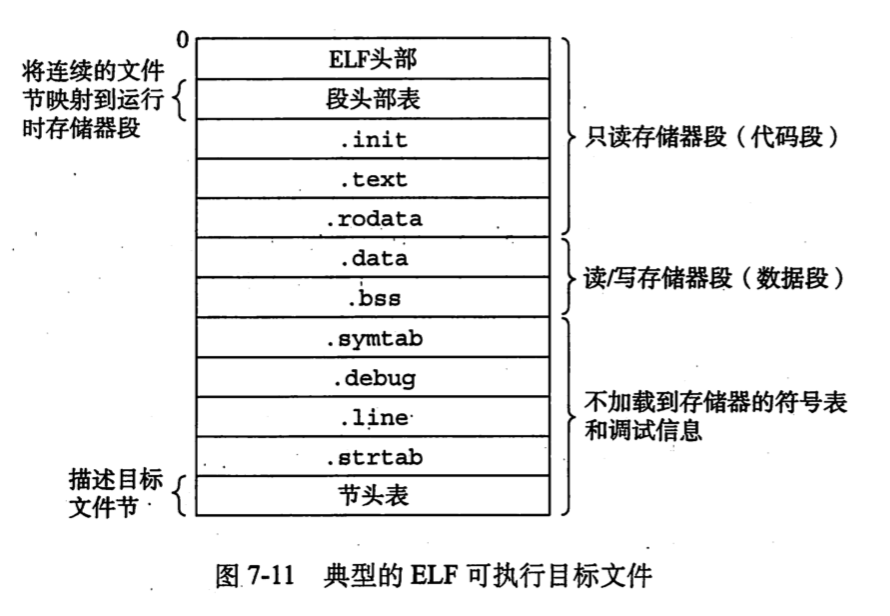 0
ELF头部
将连续的文件
节映射到运行
时存储器段
段头部表
.init
.text
.rodata
只读存储器段（代码段）
.data
.bss
读/写存储器段（数据段）
.symtab
.debug
.line
.strtab
不加载到存储器的符号表
和调试信息
描述目标
文件节
节头表
图 7-11 典型的 ELF 可执行目标文件